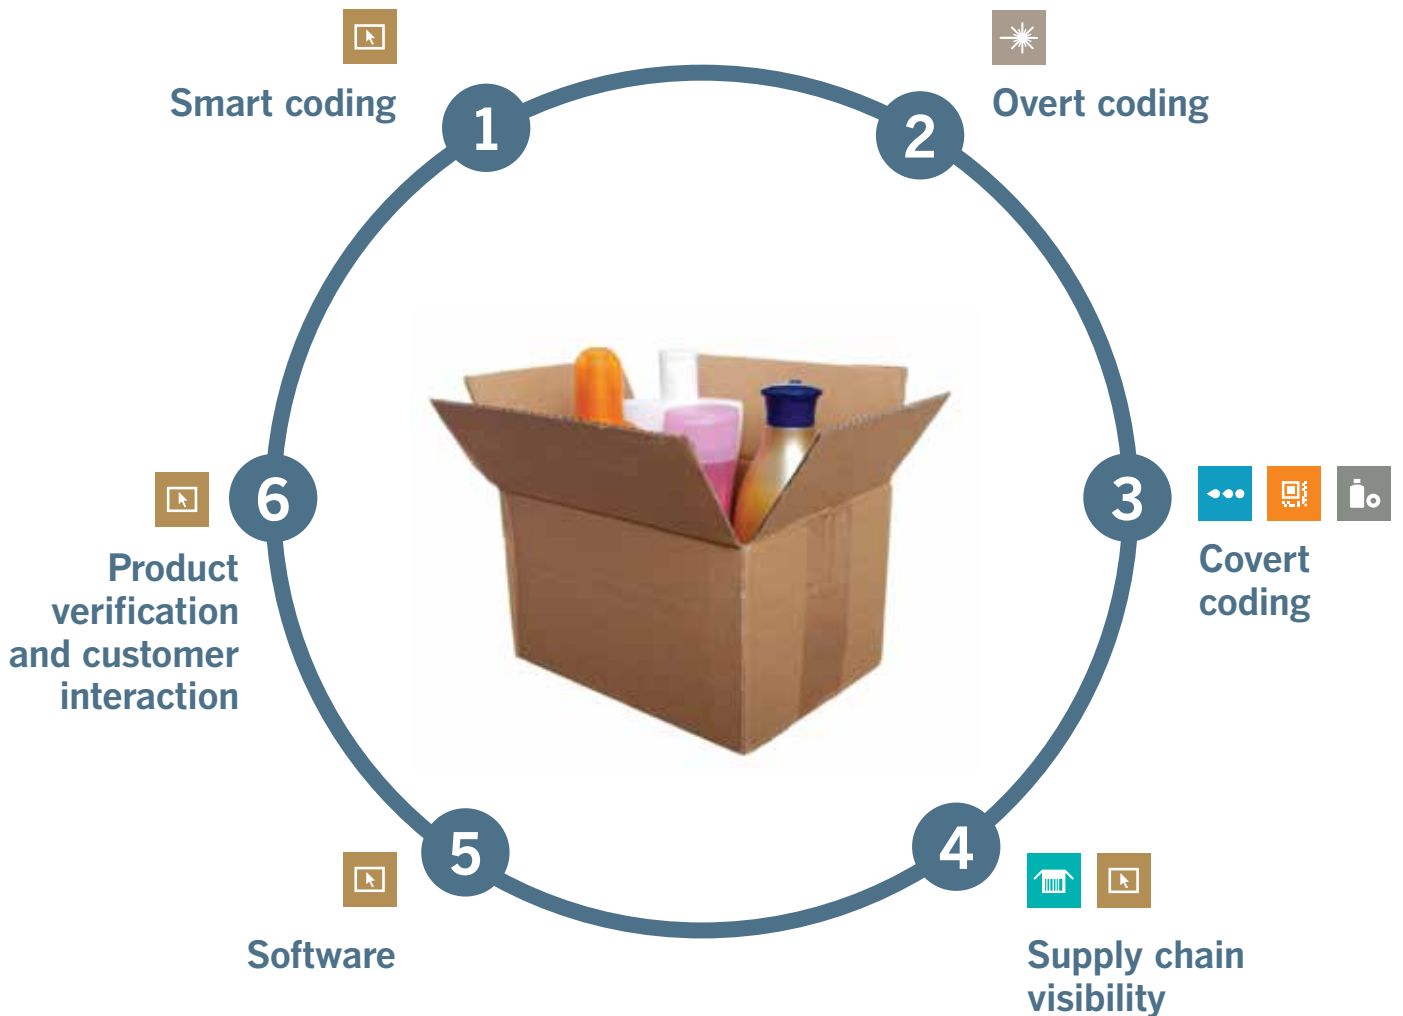 Smart coding
1
2
Overt coding
3
Covert
coding
4
Supply chain
visibility
5
Software
6
Product
verification
and customer
interaction